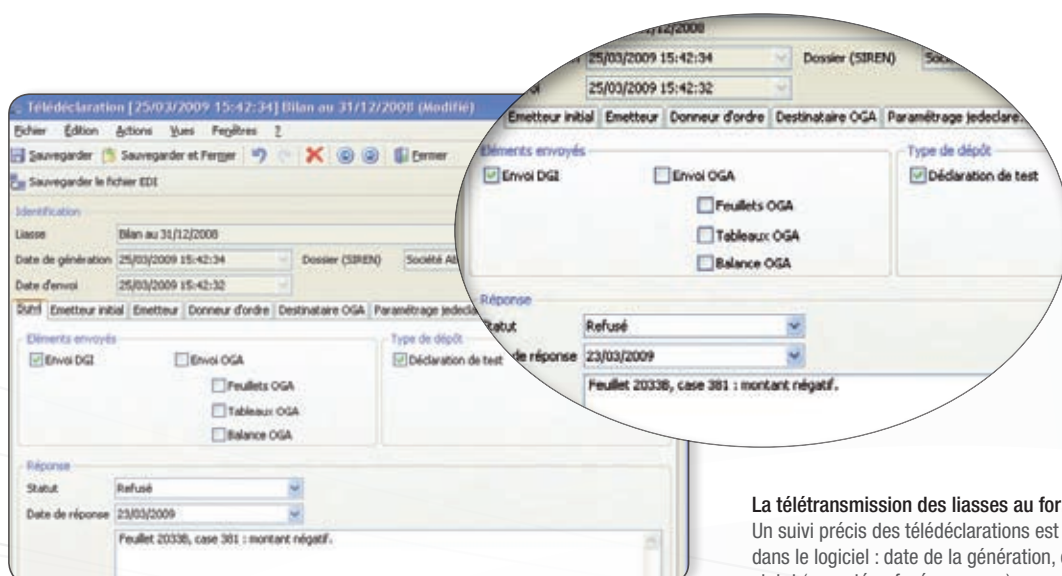 Télédéclaration [25/03/2009 15:42:34] Bilan au 31/12/2008 (Modifié)
Fichier Édition Actions Vues Fenêtres ?
Sauvegarder Sauvegarder et Fermer Fermer
Sauvegarder le fichier EDI
Identification
Liasse Bilan au 31/12/2008
Date de génération 25/03/2009 15:42:34 Dossier (SIREN) Société
Date d'envoi 25/03/2009 15:42:32
Emetteur initial Emetteur Donneur d'ordre Destinataire OGA Paramétrage
Eléments envoyés Type de dépôt
Envoi DGI Envoi OGA Déclaration de test
Feuillets OGA
Tableaux OGA
Balance OGA
Réponse
Statut Refusé
Date de réponse 23/03/2009
Feuillet 2033B, case 381 : montant négatif.
25/03/2009 15:42:34 Dossier (SIREN)
25/03/2009 15:42:32
Emetteur initial Emetteur Donneur d'ordre Destinataire OGA Paramétrage jedeclare.
Eléments envoyés Type de dépôt
Envoi DGI Envoi OGA Déclaration de test
Feuillets OGA
Tableaux OGA
Balance OGA
Réponse
Statut Refusé
de réponse 23/03/2009
Feuillet 2033B, case 381 : montant négatif.
La télétransmission des liasses au for
Un suivi précis des télédéclarations est
dans le logiciel : date de la génération,